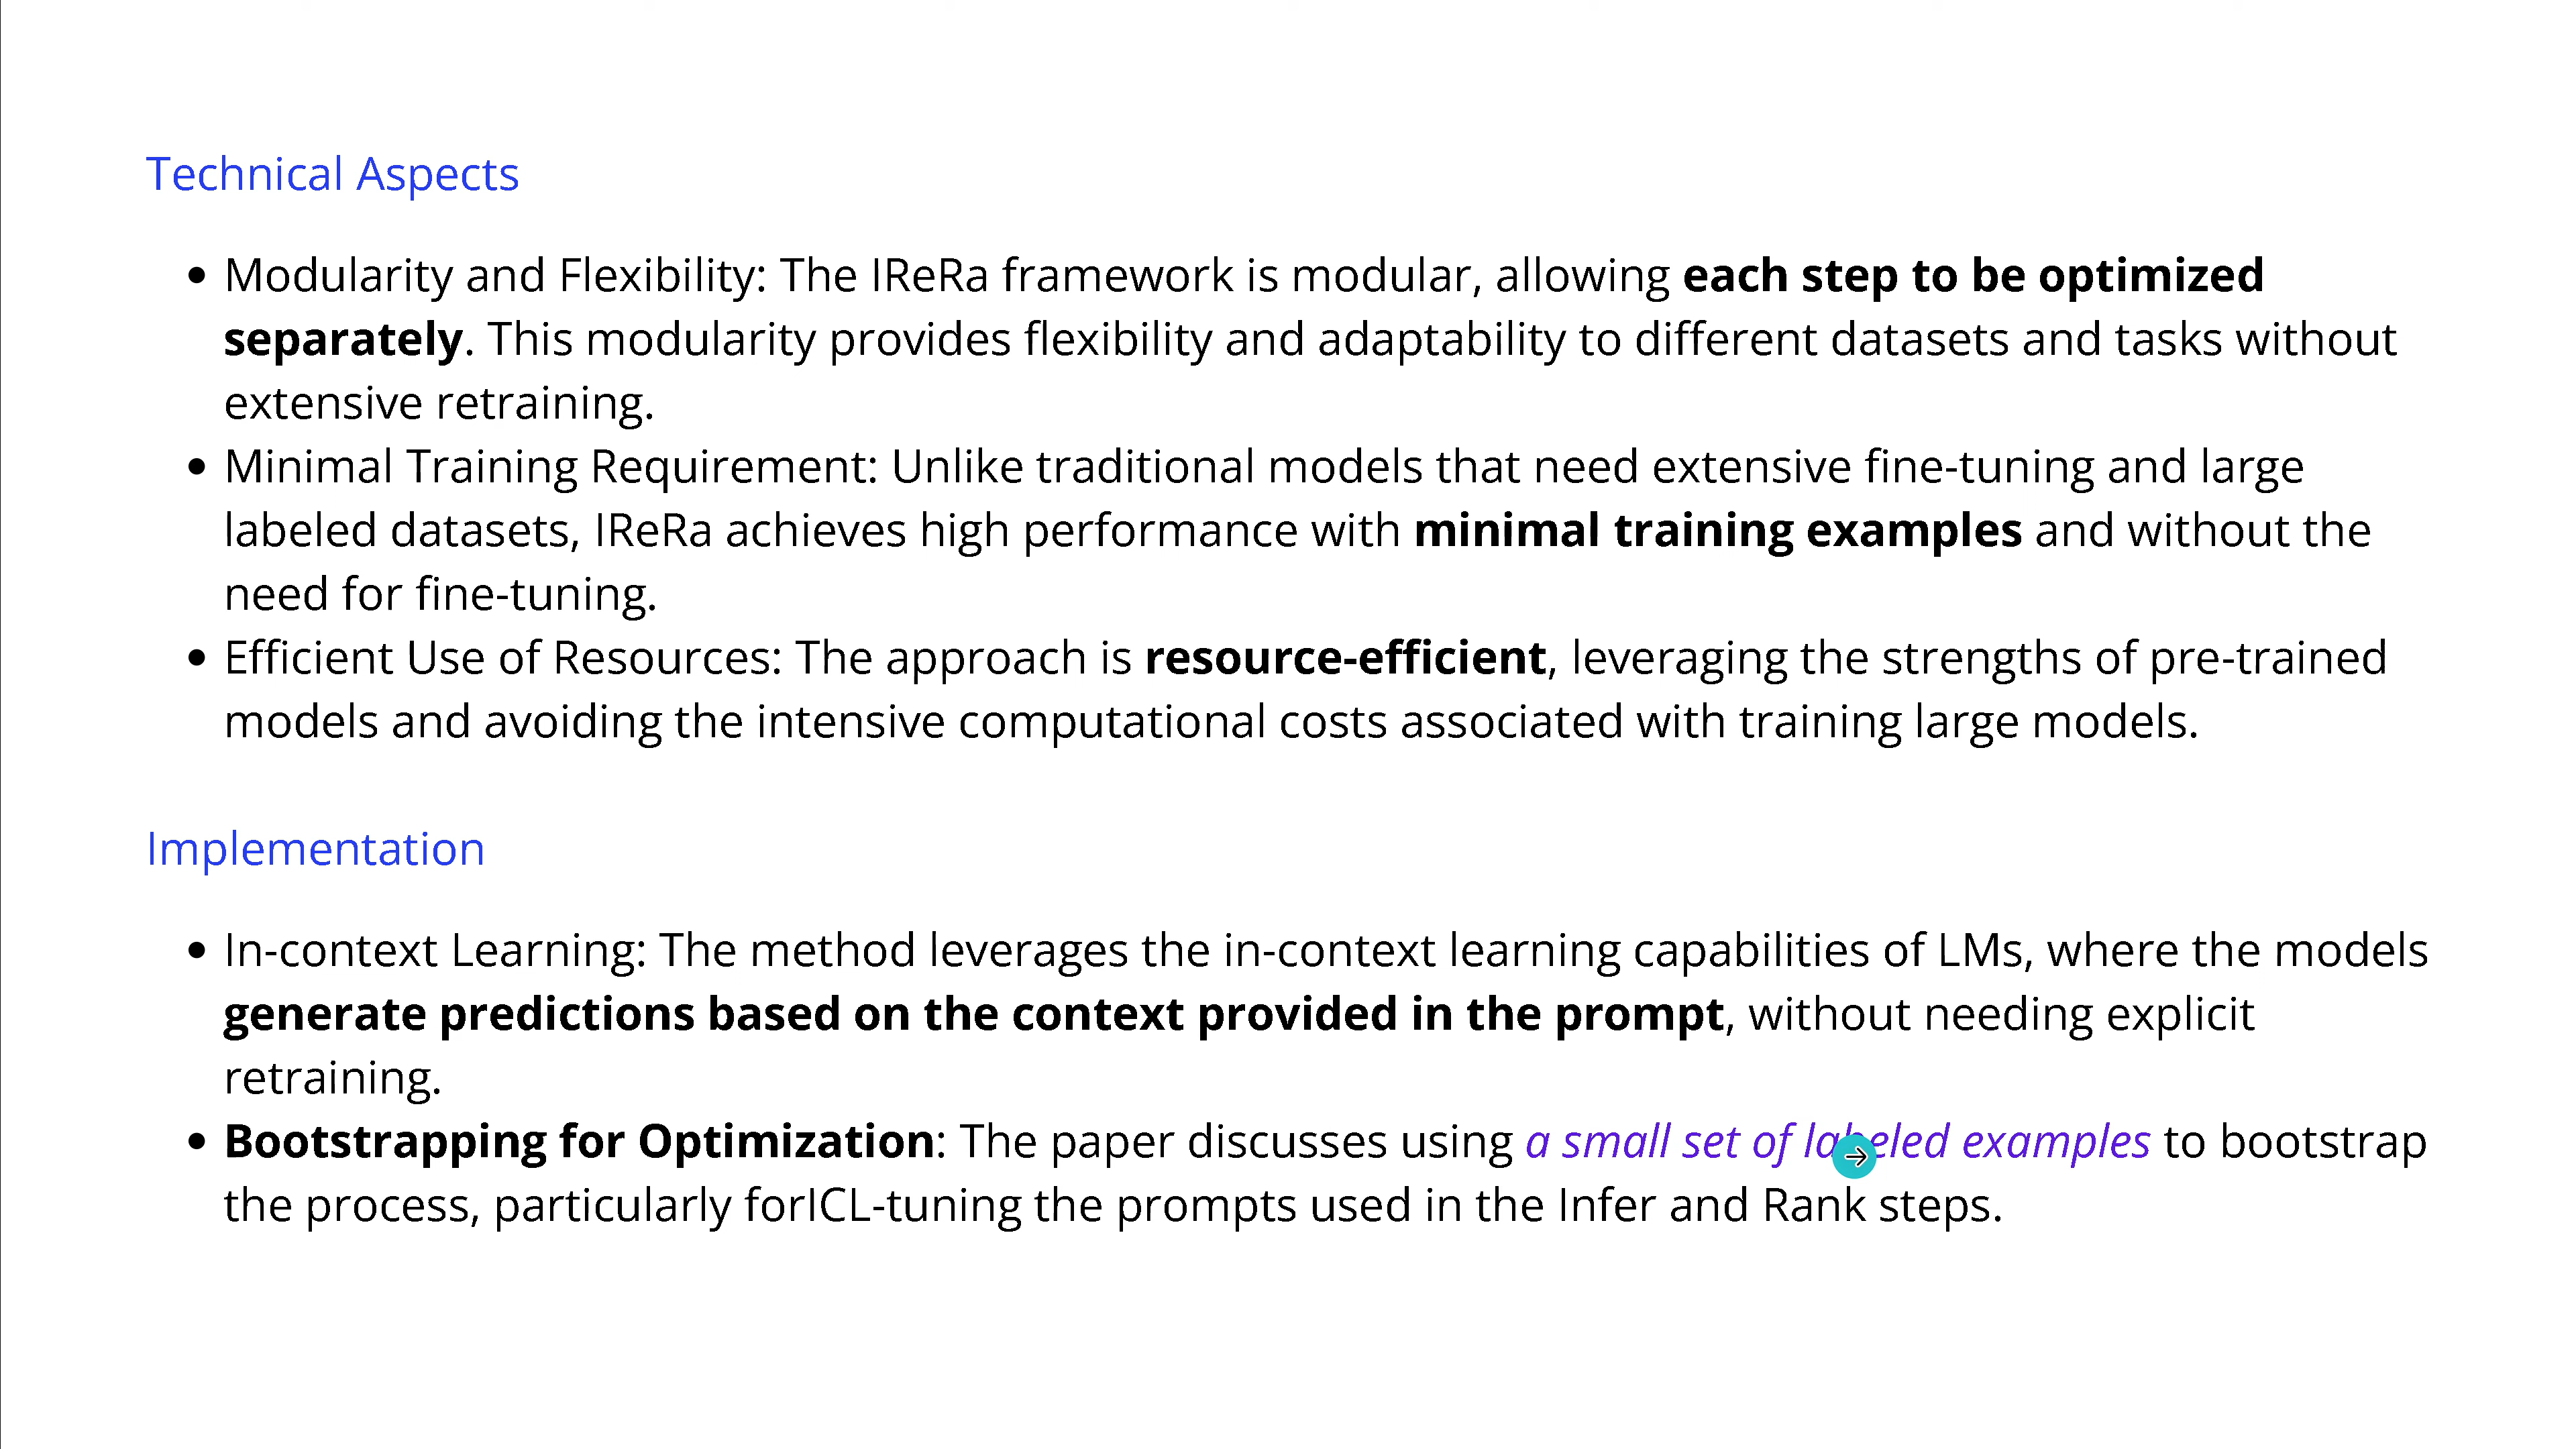 Technical Aspects
• Modularity and Flexibility: The IReRa framework is modular, allowing each step to be optimized
separately. This modularity provides flexibility and adaptability to different datasets and tasks without
extensive retraining.
• Minimal Training Requirement: Unlike traditional models that need extensive fine-tuning and large
labeled datasets, IReRa achieves high performance with minimal training examples and without the
need for fine-tuning.
• Efficient Use of Resources: The approach is resource-efficient, leveraging the strengths of pre-trained
models and avoiding the intensive computational costs associated with training large models.
Implementation
• In-context Learning: The method leverages the in-context learning capabilities of LMs, where the models
generate predictions based on the context provided in the prompt, without needing explicit
retraining.
• Bootstrapping for Optimization: The paper discusses using a small set of labeled examples to bootstrap
the process, particularly forICL-tuning the prompts used in the Infer and Rank steps.